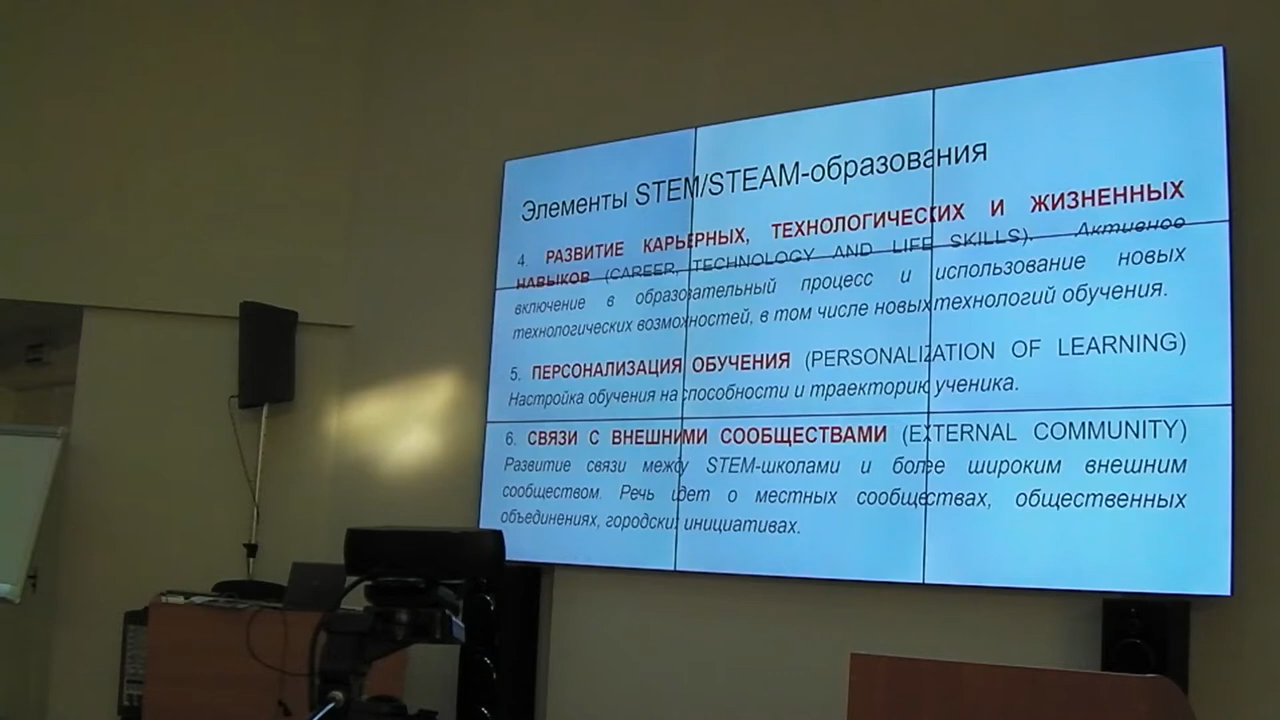 Элементы STEM/STEAM-образования
4. РАЗВИТИЕ КАРЬЕРНЫХ, ТЕХНОЛОГИЧЕСКИХ И ЖИЗНЕННЫХ
НАВЫКОВ (CAREER, TECHNOLOGY AND LIFE SKILLS). Активное
включение в образовательный процесс и использование новых
технологических возможностей, в том числе новых технологий обучения.
5. ПЕРСОНАЛИЗАЦИЯ ОБУЧЕНИЯ (PERSONALIZATION OF LEARNING)
Настройка обучения на способности и траекторию ученика.
6. СВЯЗИ С ВНЕШНИМИ СООБЩЕСТВАМИ (EXTERNAL COMMUNITY)
Развитие связи между STEM-школами и более широким внешним
сообществом. Речь идет о местных сообществах, общественных
объединениях, городских инициативах.